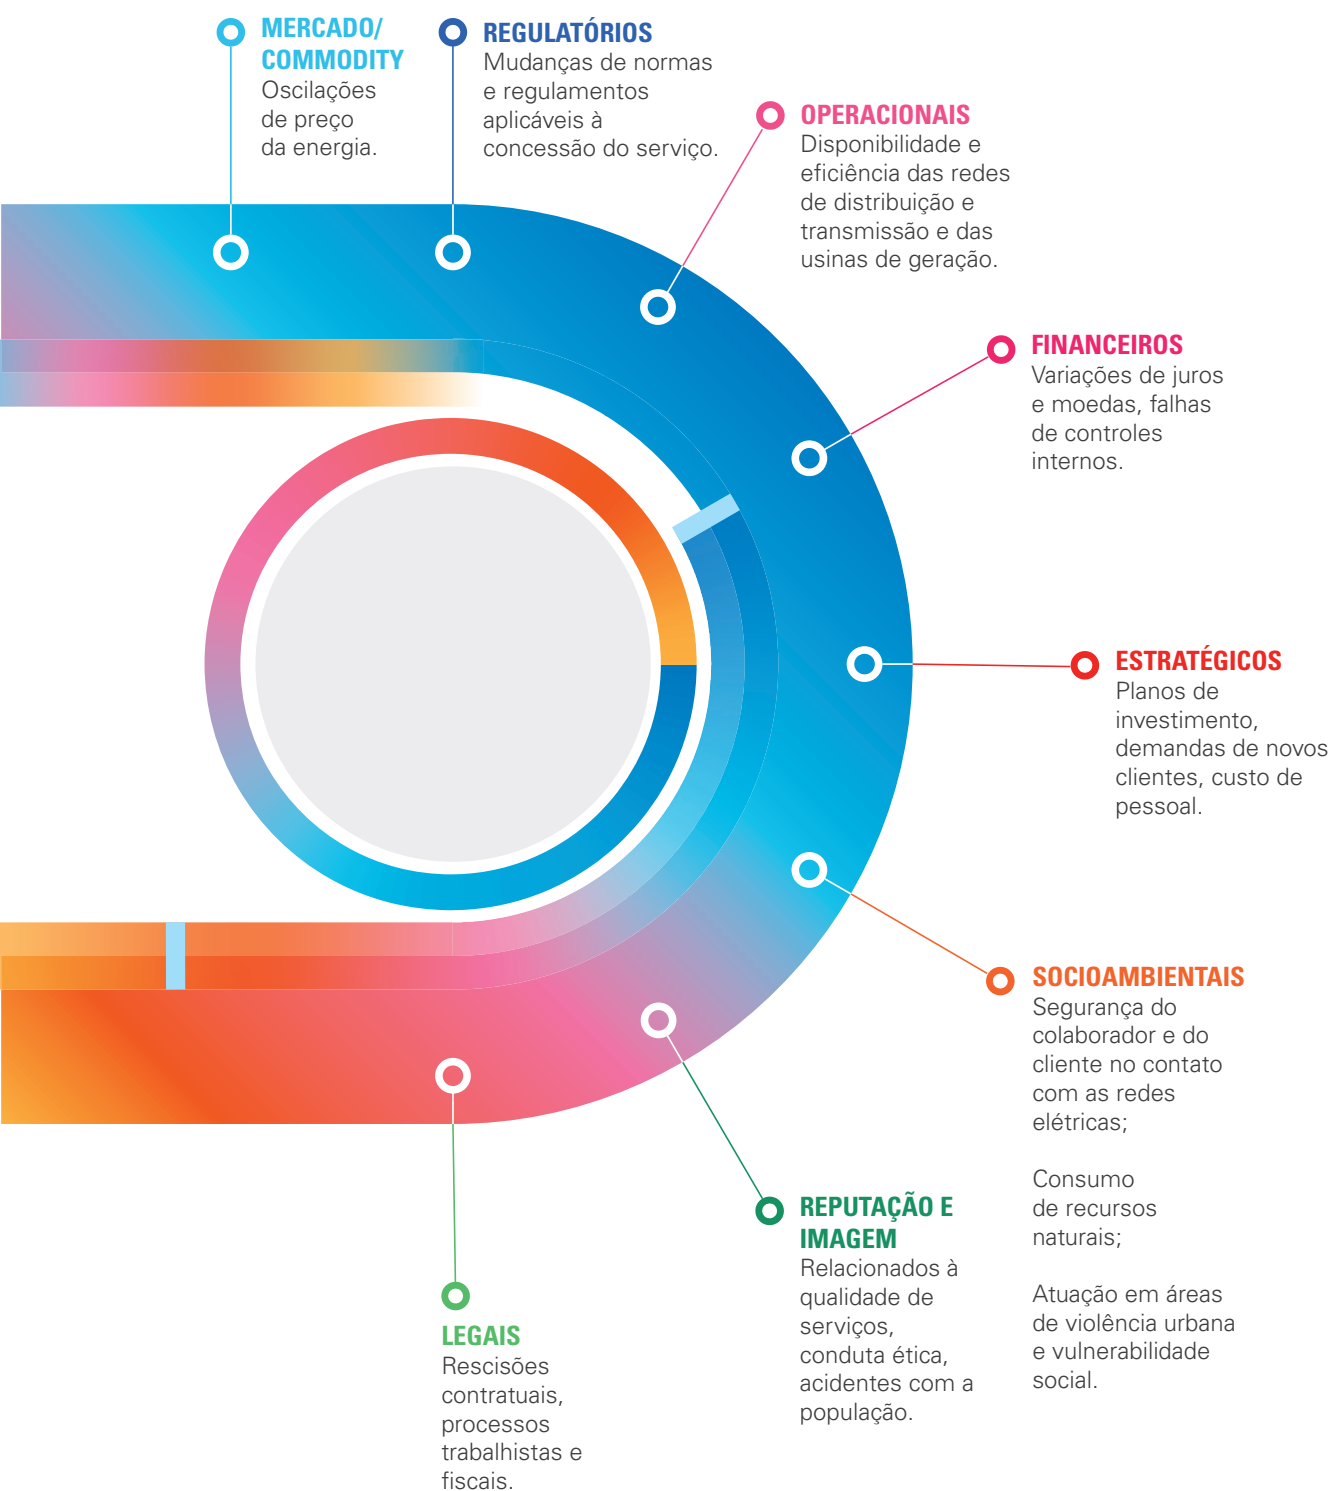 MERCADO/
COMMODITY
Oscilações
de preço
da energia.
REGULATÓRIOS
Mudanças de normas
e regulamentos
aplicáveis à
concessão do serviço.
OPERACIONAIS
Disponibilidade e
eficiência das redes
de distribuição e
transmissão e das
usinas de geração.
FINANCEIROS
Variações de juros
e moedas, falhas
de controles
internos.
ESTRATÉGICOS
Planos de
investimento,
demandas de novos
clientes, custo de
pessoal.
SOCIOAMBIENTAIS
Segurança do
colaborador e do
cliente no contato
com as redes
elétricas;
Consumo
de recursos
naturais;
Atuação em áreas
de violência urbana
e vulnerabilidade
social.
REPUTAÇÃO E
IMAGEM
Relacionados à
qualidade de
serviços,
conduta ética,
acidentes com a
população.
LEGAIS
Rescisões
contratuais,
processos
trabalhistas e
fiscais.